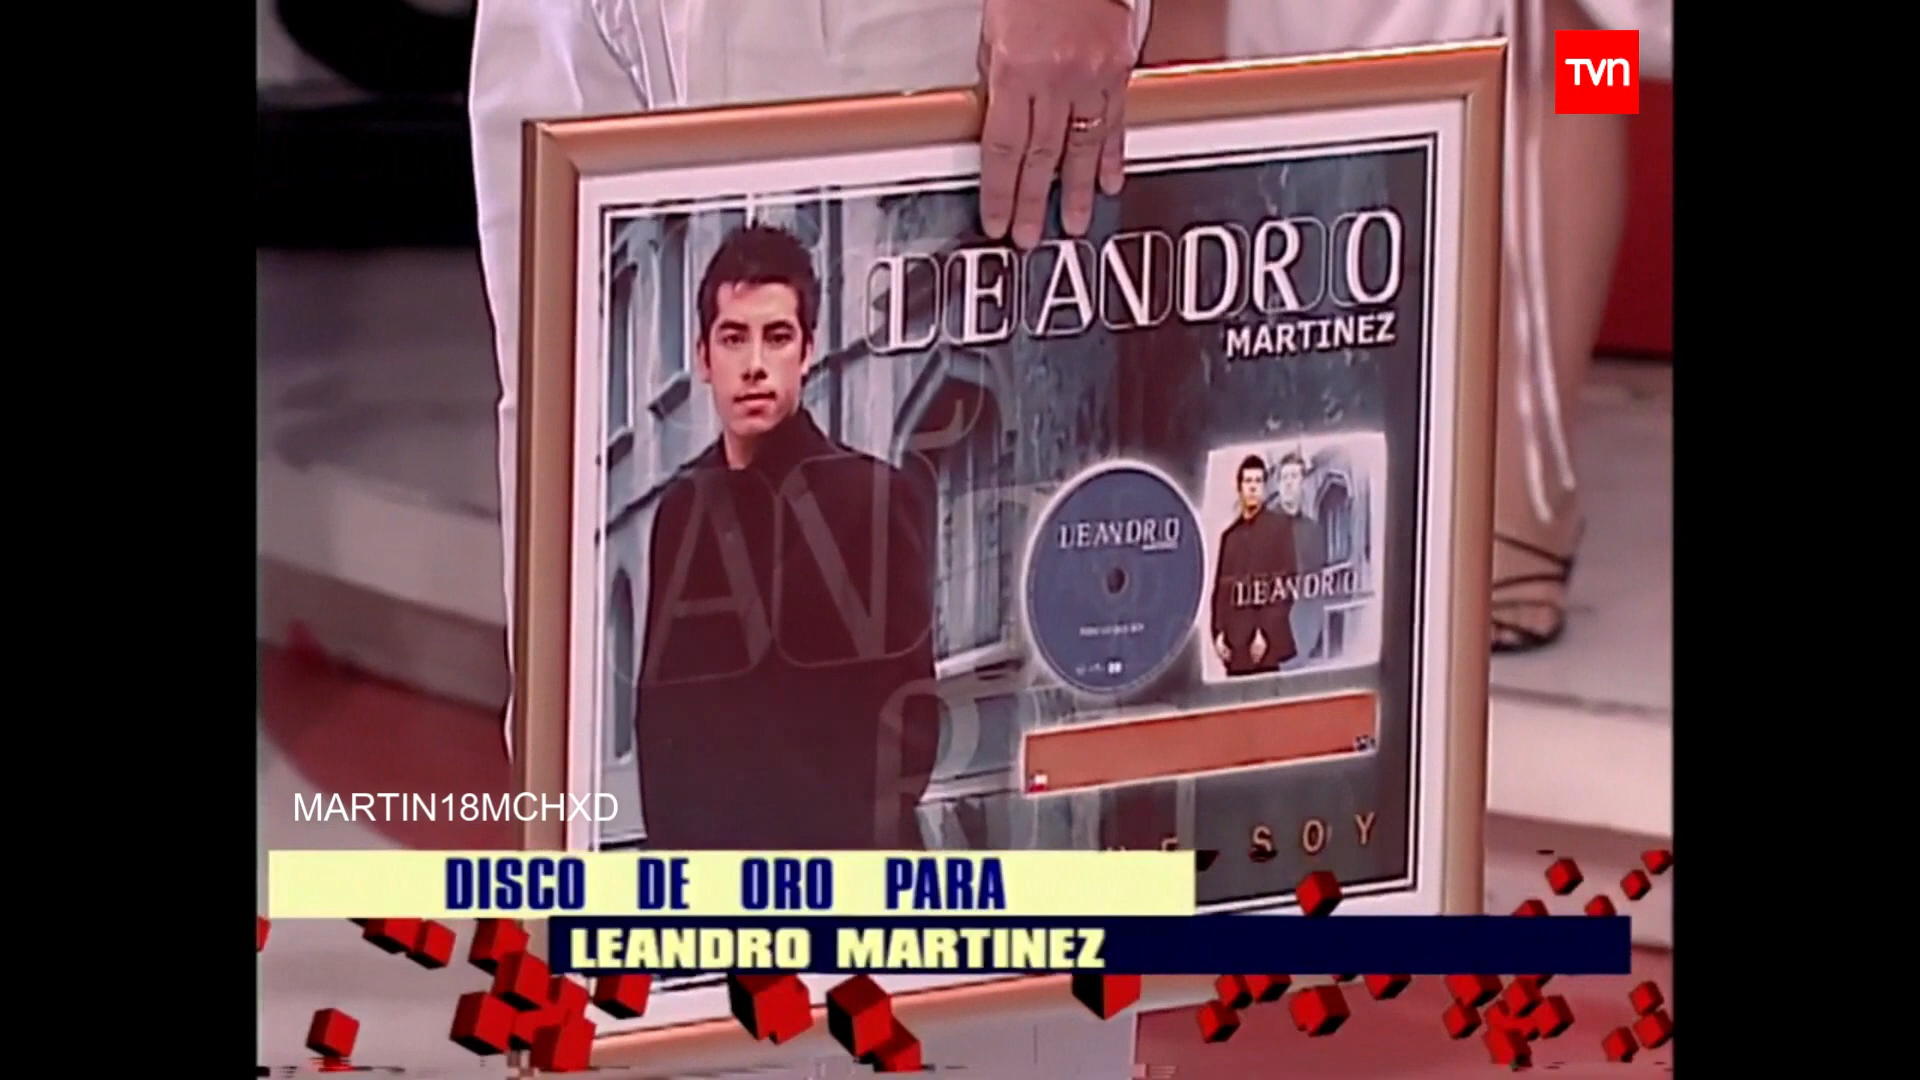 TVN
LEANDRO
MARTINEZ
LEANDRO
LEANDRO
SOY
MARTIN18MCHXD
DISCO DE ORO PARA
LEANDRO MARTINEZ